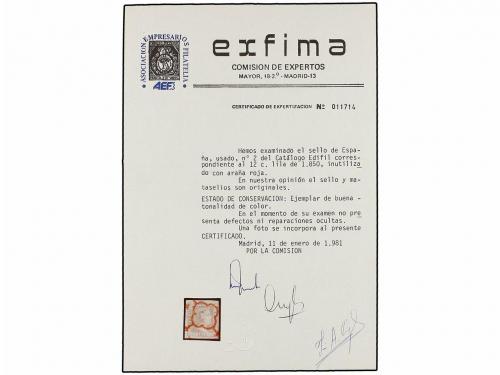 ASOCIACION EMPRESARIOS FILATELIA
AEF
exfima
COMISION DE EXPERTOS
MAYOR, 18-2.º - MADRID-13
CERTIFICADO DE EXPERTIZACION Nº 011714
Hemos examinado el sello de Espa-
ña, usado, nº 2 del Catálogo Edifil corres-
pondiente al 12 c. lila de 1.850, inutiliza
do con araña roja.
En nuestra opinión el sello y ma-
taselios son originales.
ESTADO DE CONSERVACION: Ejemplar de buena
tonalidad de color.
En el momento de su examen no pre
senta defectos ni reparaciones ocultas.
Una foto se incorpora al presente
CERTIFICADO.
Madrid, 11 de enero de 1.981
POR LA COMISION